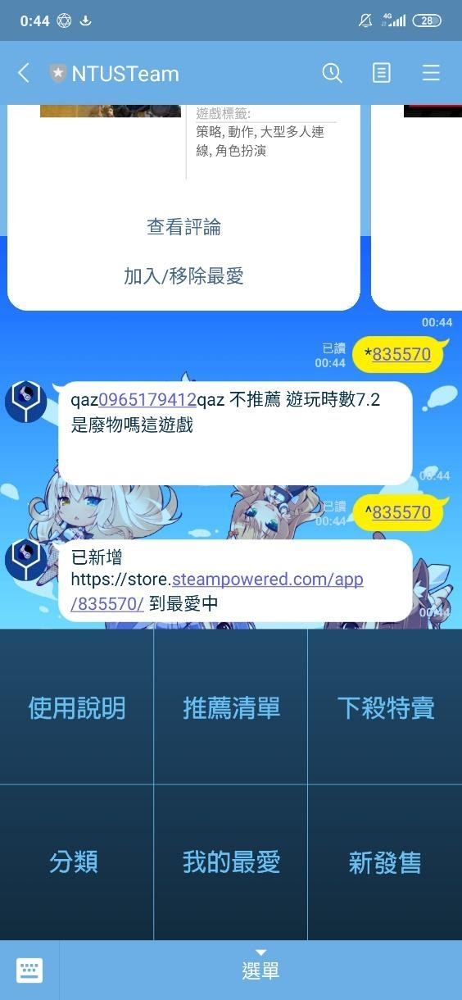 0:44
4G
28
NTUSTeam
遊戲標籤:
策略, 動作, 大型多人連
線, 角色扮演
查看評論
加入/移除最愛
00:44
已讀
00:44
*835570
qaz0965179412qaz 不推薦 遊玩時數7.2
是廢物嗎這遊戲
00:44
已讀
00:44
^835570
已新增
https://store.steampowered.com/app
/835570/ 到最愛中
00:44
使用說明
推薦清單
下殺特賣
分類
我的最愛
新發售
選單